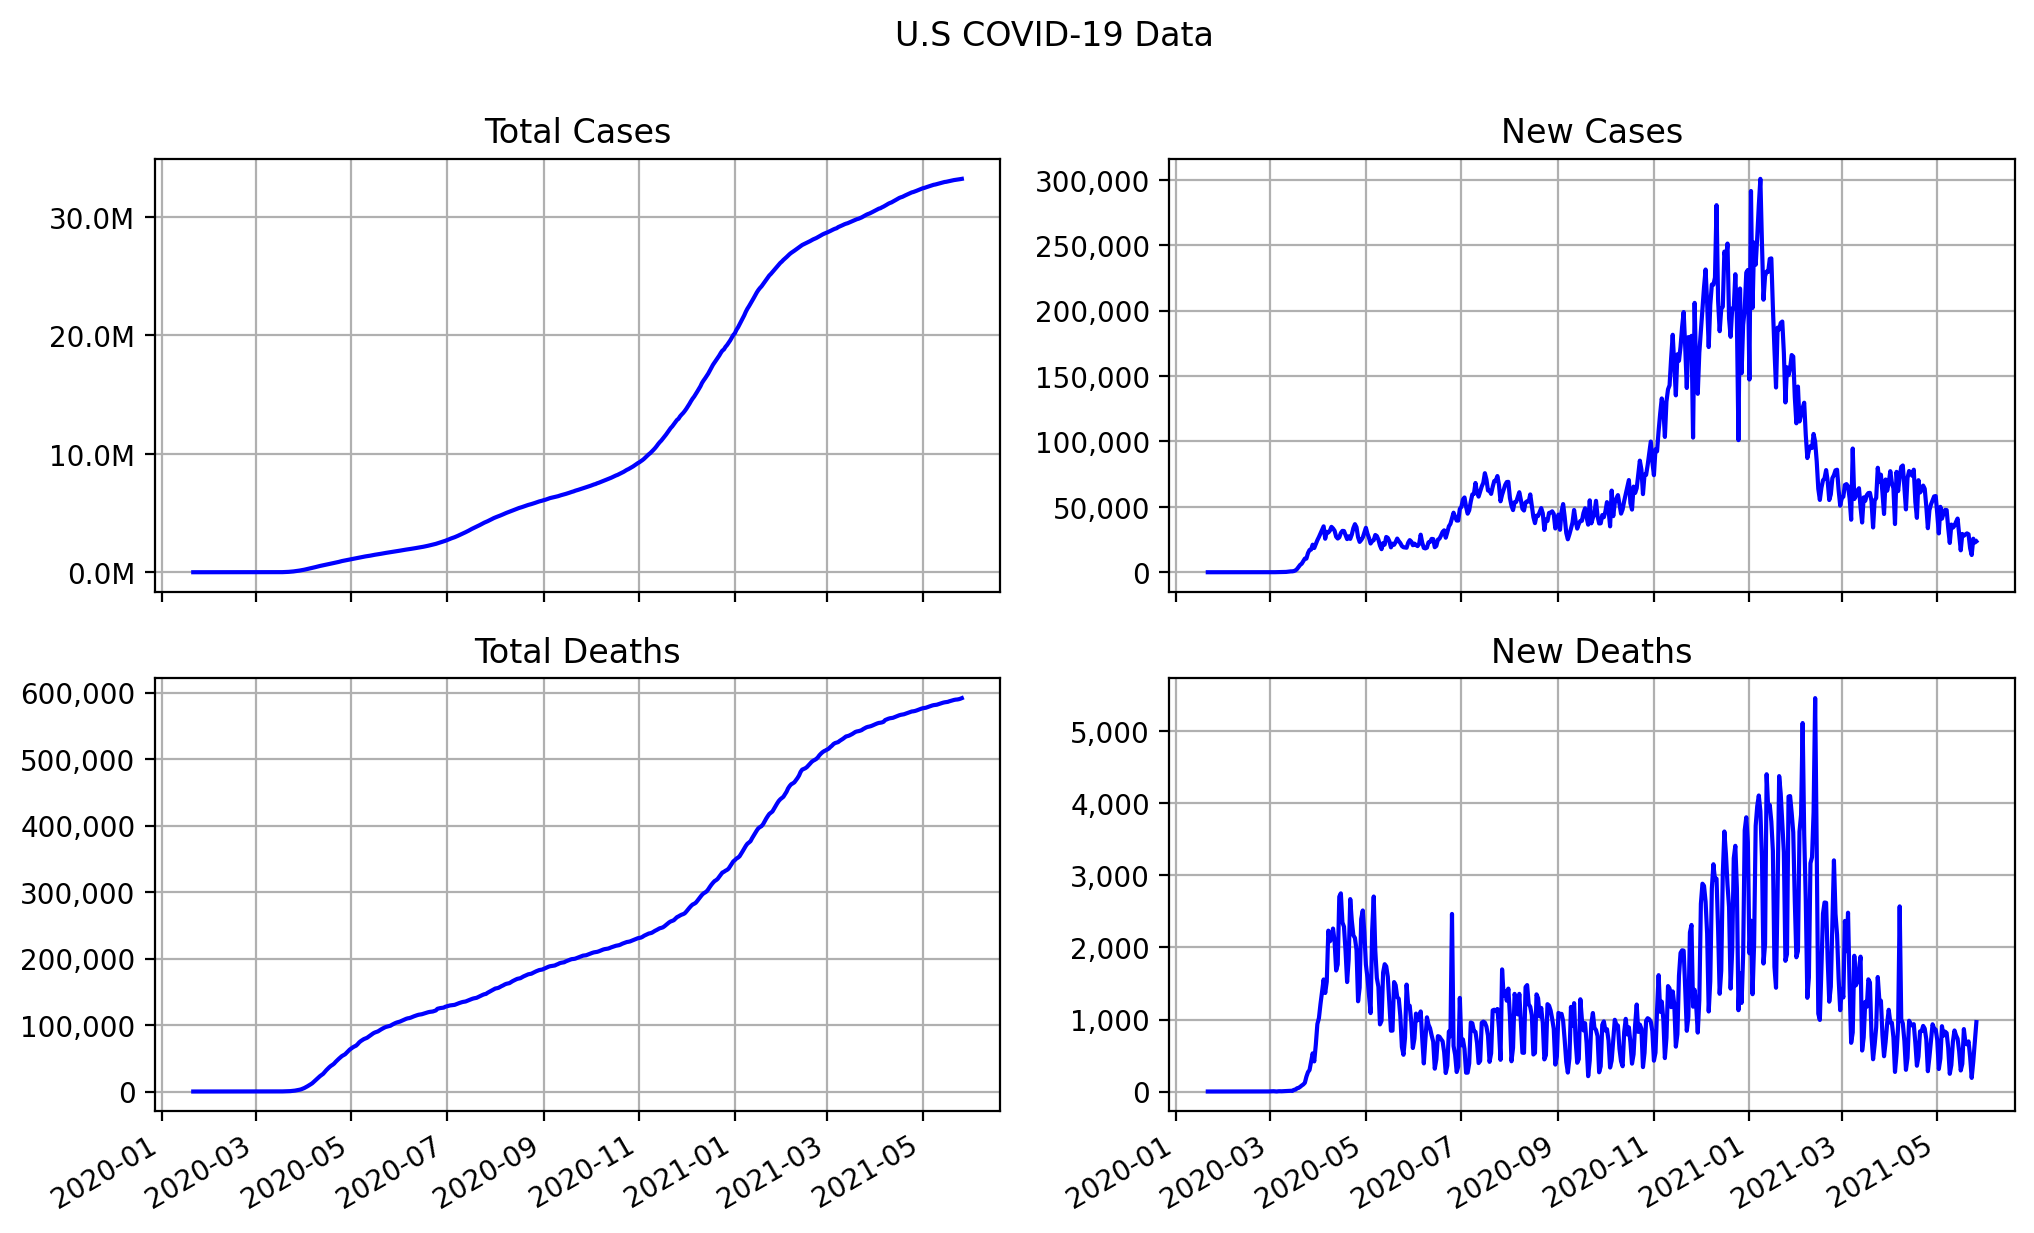 U.S COVID-19 Data
Total Cases
30.0M
20.0M
10.0M
0.0M
New Cases
300,000
250,000
200,000
150,000
100,000
50,000
0
Total Deaths
600,000
500,000
400,000
300,000
200,000
100,000
0
2020-01 2020-03 2020-05 2020-07 2020-09 2020-11 2021-01 2021-03 2021-05
New Deaths
5,000
4,000
3,000
2,000
1,000
0
2020-01 2020-03 2020-05 2020-07 2020-09 2020-11 2021-01 2021-03 2021-05